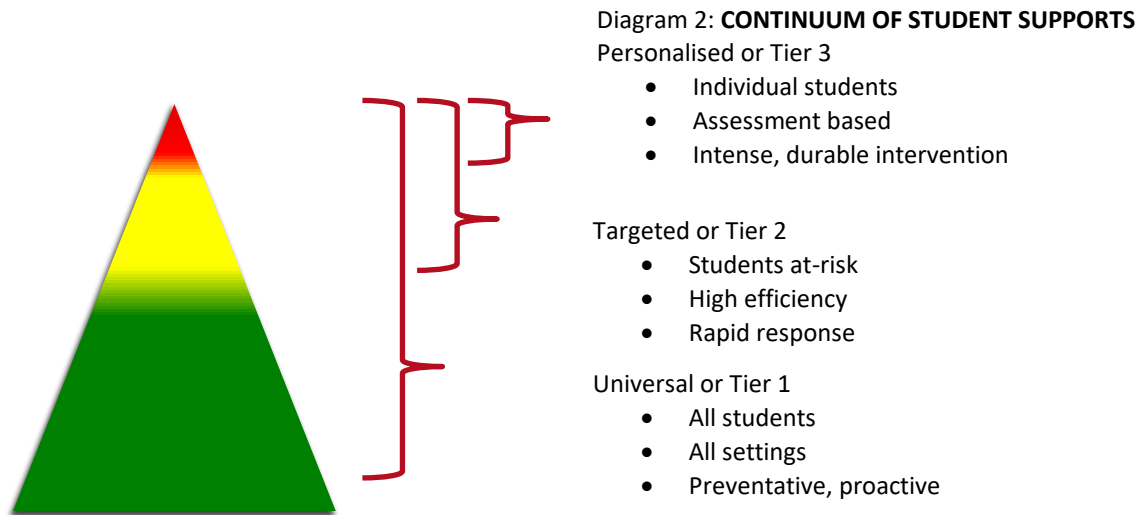 Diagram 2: CONTINUUM OF STUDENT SUPPORTS
Personalised or Tier 3
• Individual students
• Assessment based
• Intense, durable intervention
Targeted or Tier 2
• Students at-risk
• High efficiency
• Rapid response
Universal or Tier 1
• All students
• All settings
• Preventative, proactive